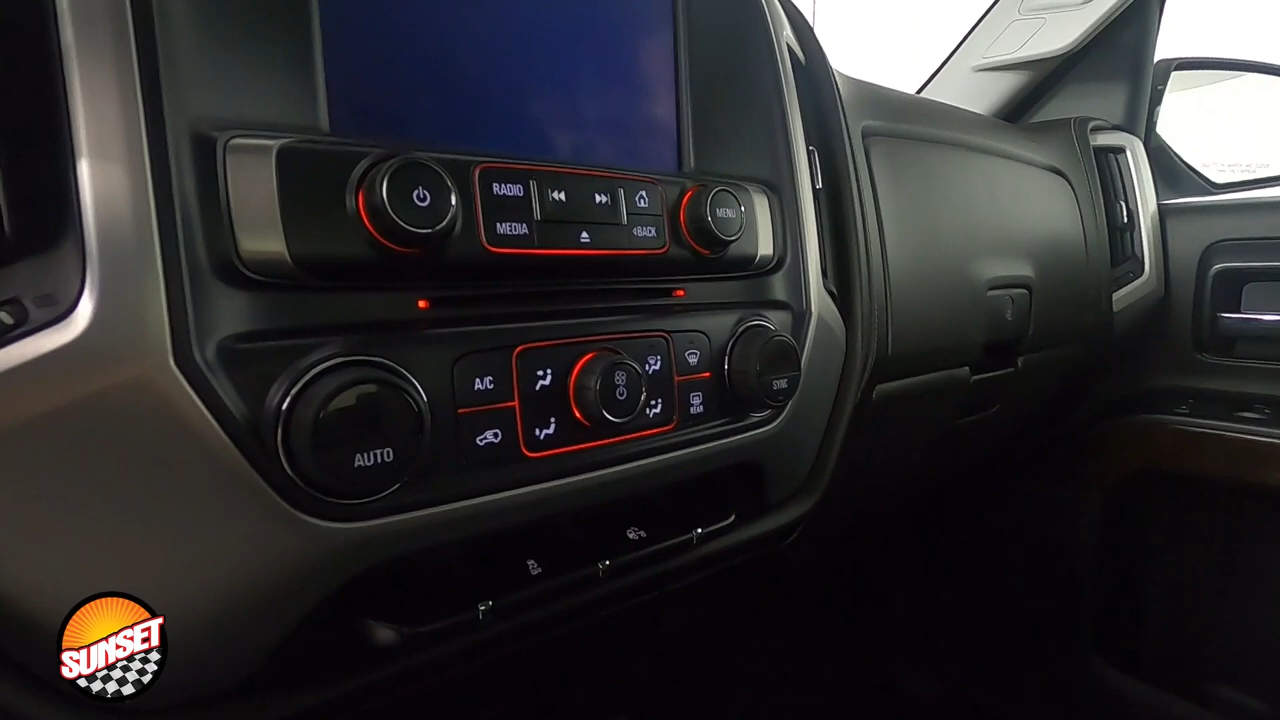 RADIO
MENU
MEDIA
BACK
A/C
SYNC
REAR
AUTO
SUNSET